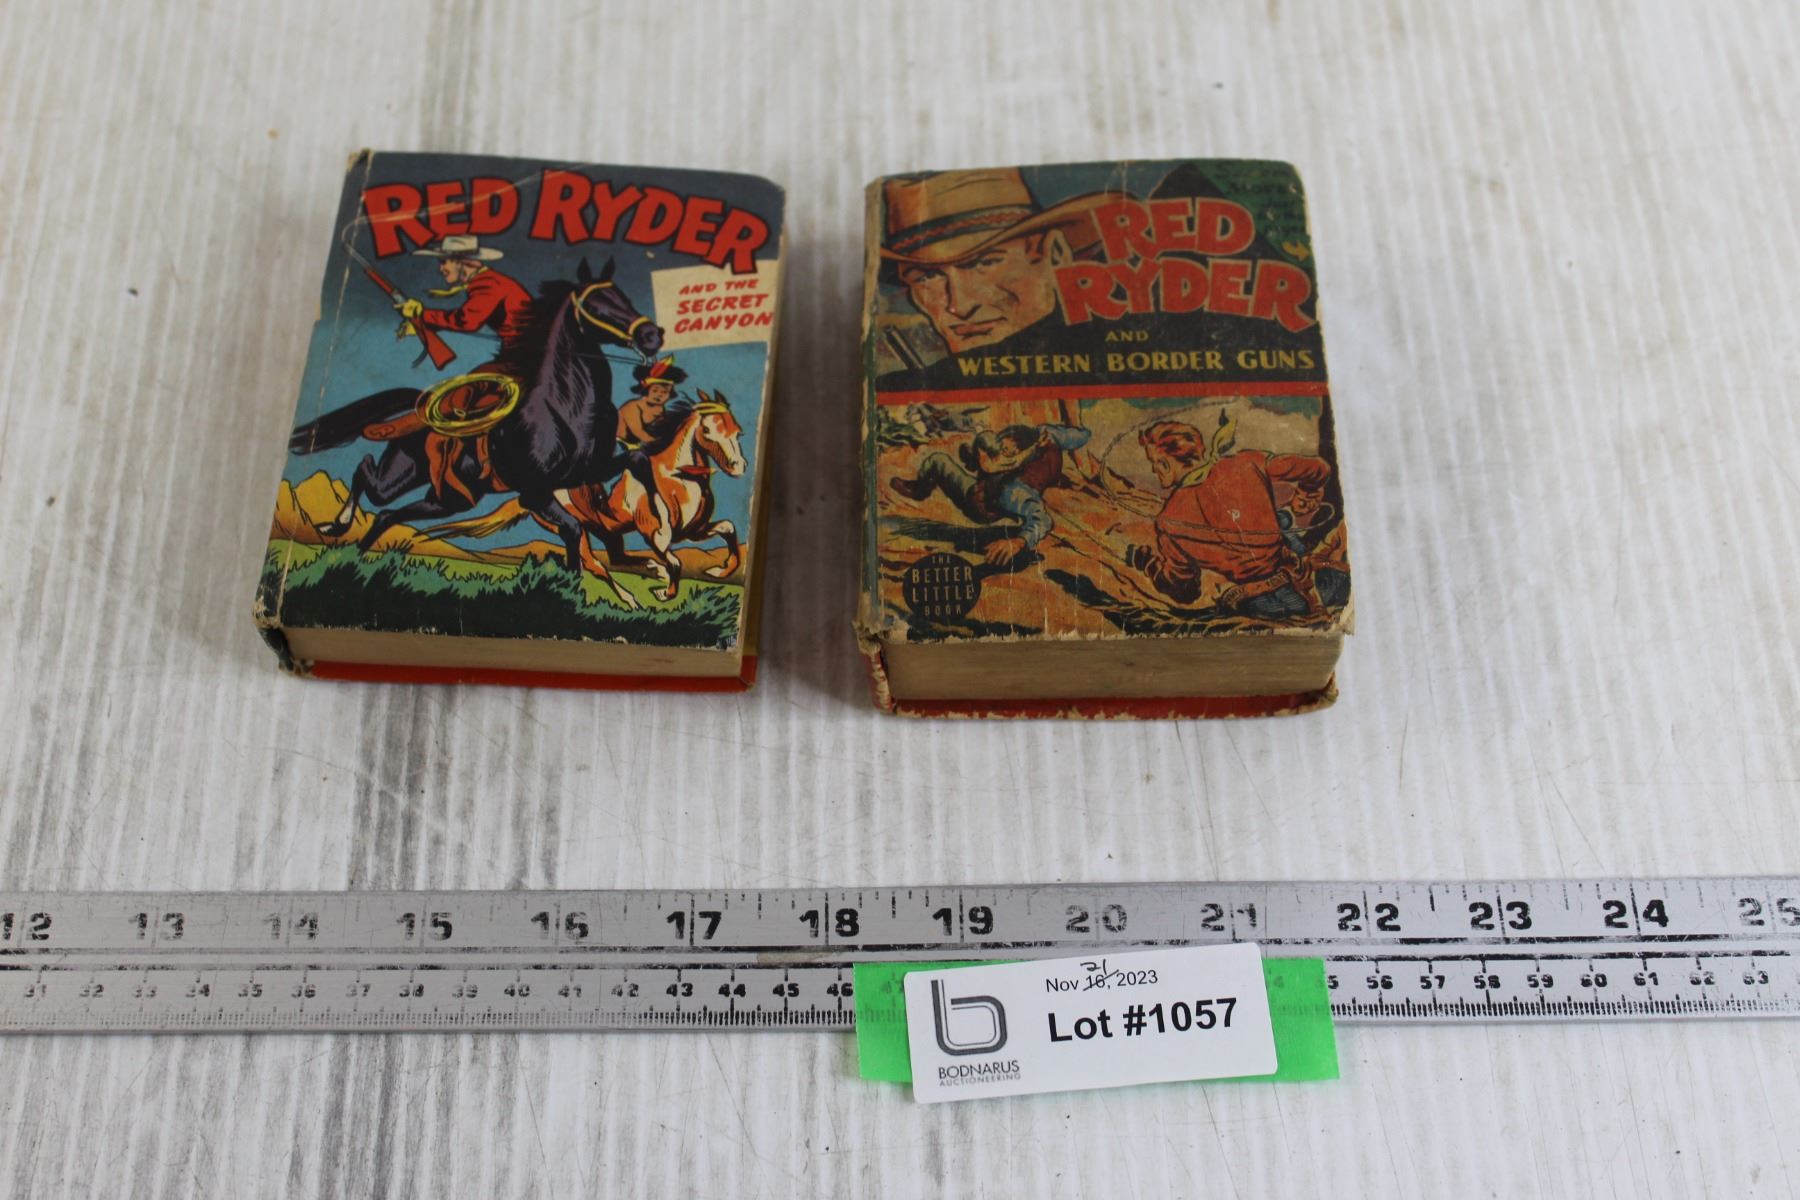 RED RYDER
AND THE
SECRET
CANYON
RED
RYDER
AND
WESTERN BORDER GUNS
THE
BETTER
LITTLE
BOOK
12 13 14 15 16 17 18 19 20 21 22 23 24 25
31 32 33 34 35 36 37 38 39 40 41 42 43 44 45 46 55 56 57 58 59 60 61 62 63
21
Nov 16, 2023
Lot #1057
BODNARUS
AUCTIONEERING